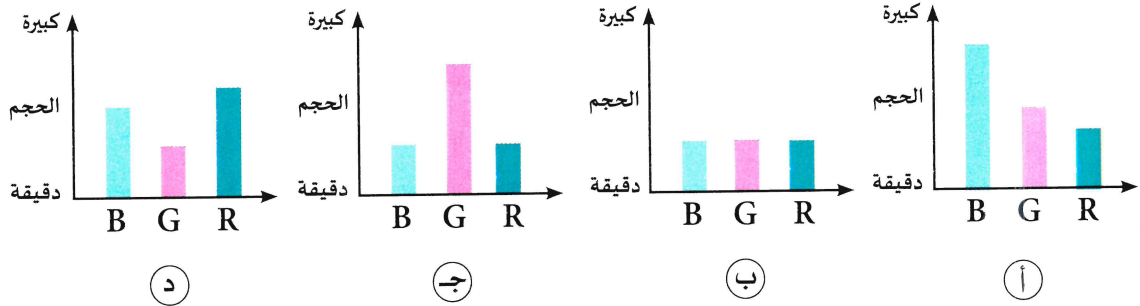 كبيرة
الحجم
دقيقة
B G R
أ
كبيرة
الحجم
دقيقة
B G R
ب
كبيرة
الحجم
دقيقة
B G R
جـ
كبيرة
الحجم
دقيقة
B G R
د